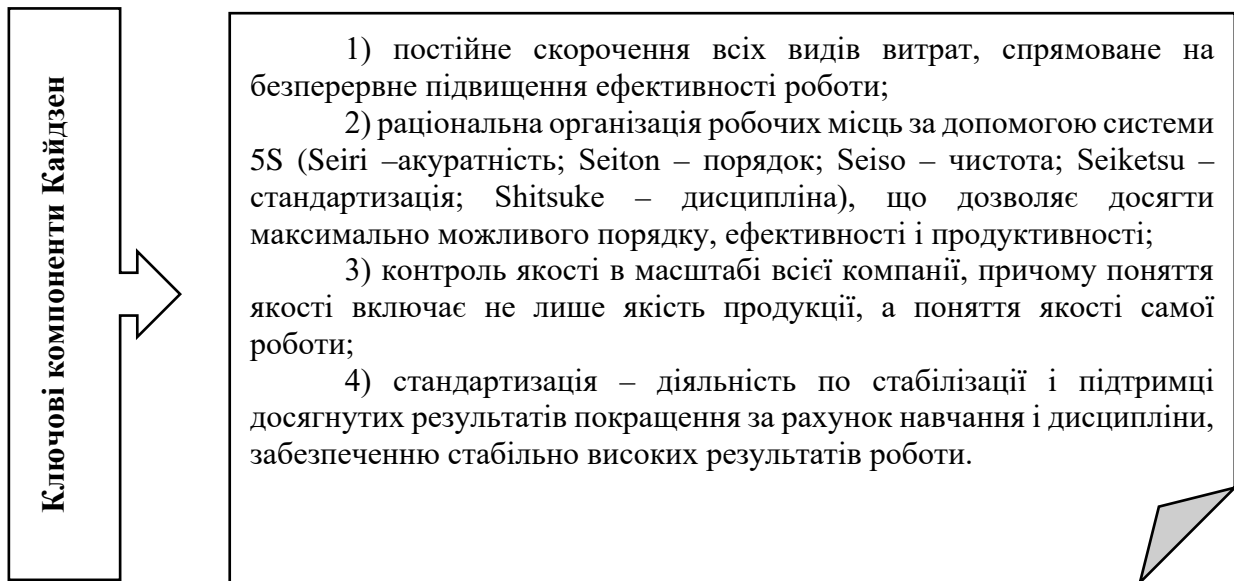 Ключові компоненти Кайдзен
1) постійне скорочення всіх видів витрат, спрямоване на
безперервне підвищення ефективності роботи;
2) раціональна організація робочих місць за допомогою системи
5S (Seiri –акуратність; Seiton – порядок; Seiso – чистота; Seiketsu –
стандартизація; Shitsuke – дисципліна), що дозволяє досягти
максимально можливого порядку, ефективності і продуктивності;
3) контроль якості в масштабі всієї компанії, причому поняття
якості включає не лише якість продукції, а поняття якості самої
роботи;
4) стандартизація – діяльність по стабілізації і підтримці
досягнутих результатів покращення за рахунок навчання і дисципліни,
забезпеченню стабільно високих результатів роботи.